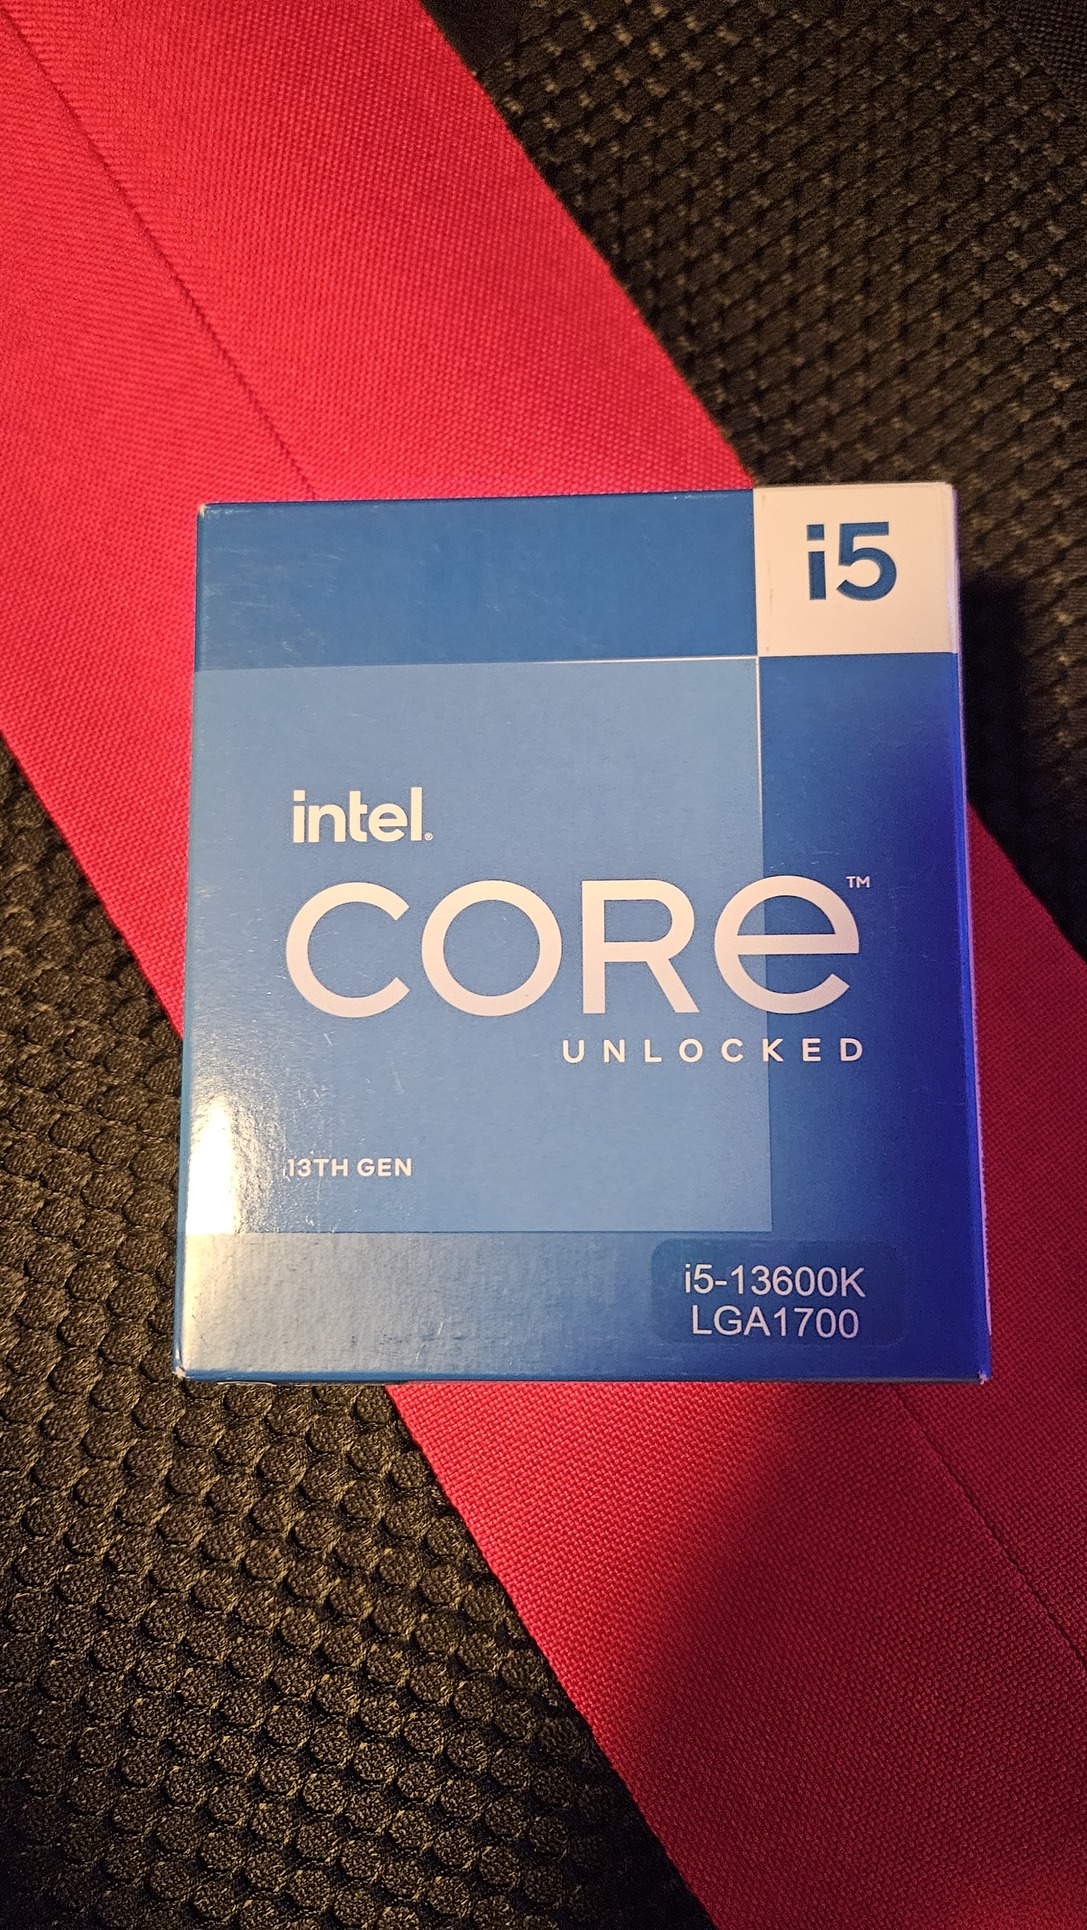 i5
intel®
CORe™
UNLOCKED
13TH GEN
i5-13600K
LGA1700